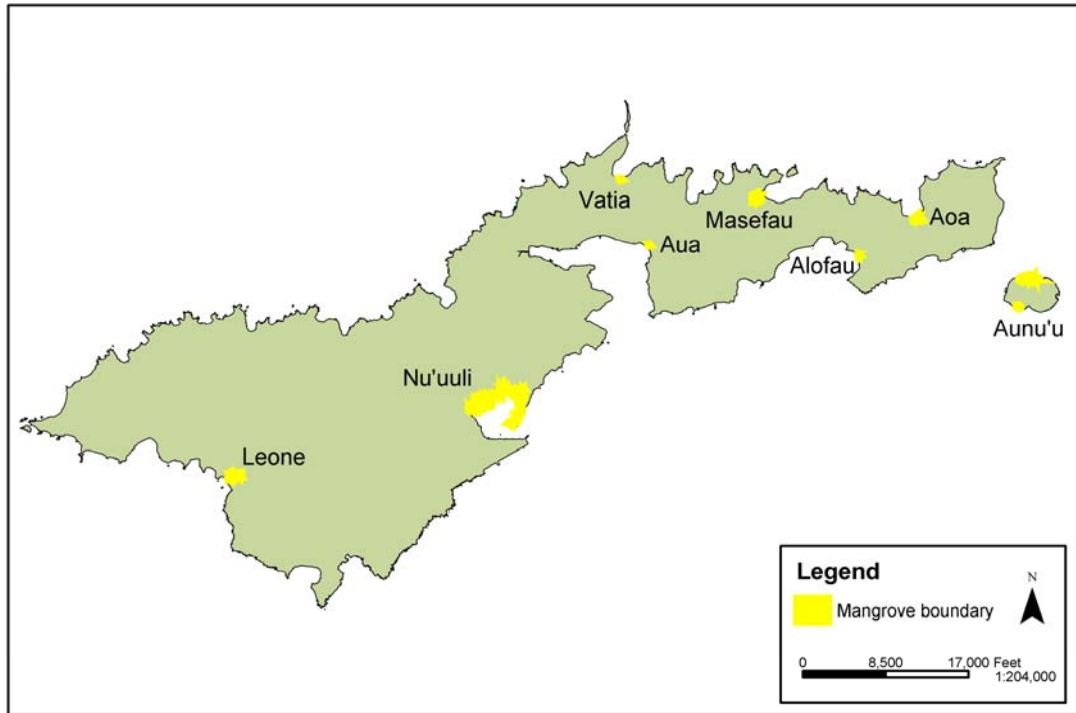 Vatia
Masefau
Aoa
Aua
Alofau
Aunu'u
Nu'uuli
Leone
Legend
N
Mangrove boundary
0 8,500 17,000 Feet
1:204,000